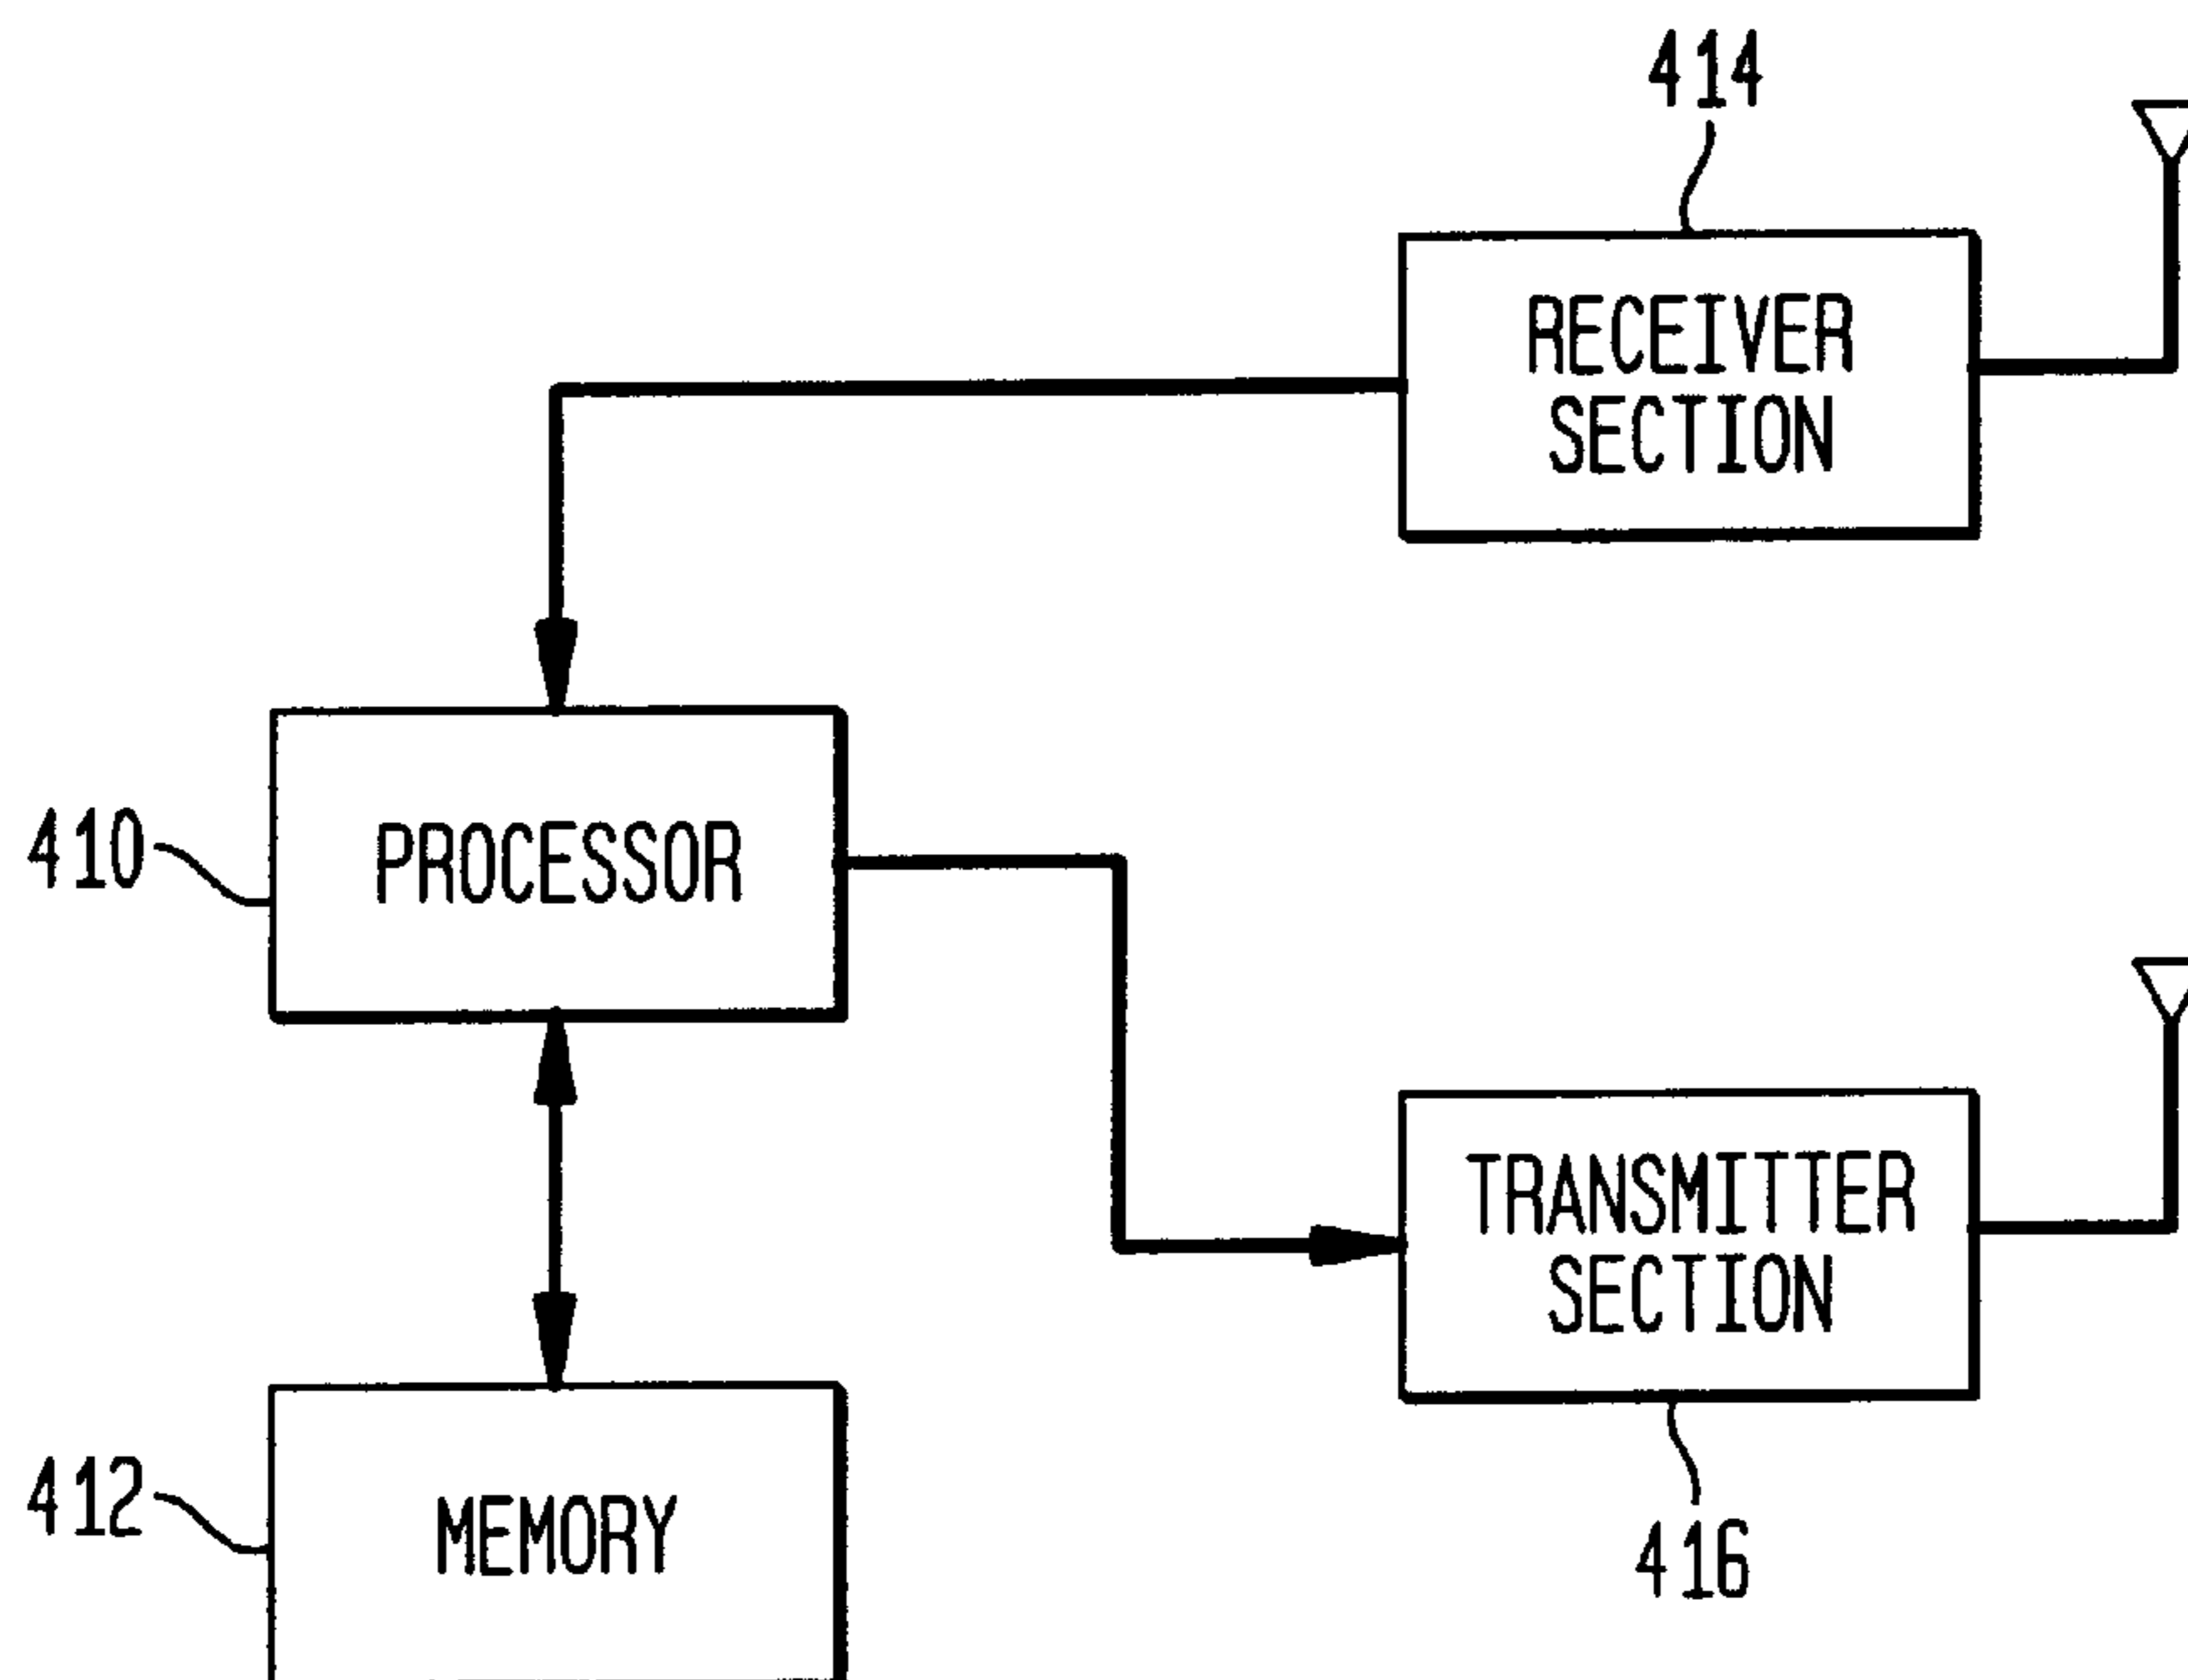 414
RECEIVER
SECTION
410
PROCESSOR
TRANSMITTER
SECTION
412
MEMORY
416